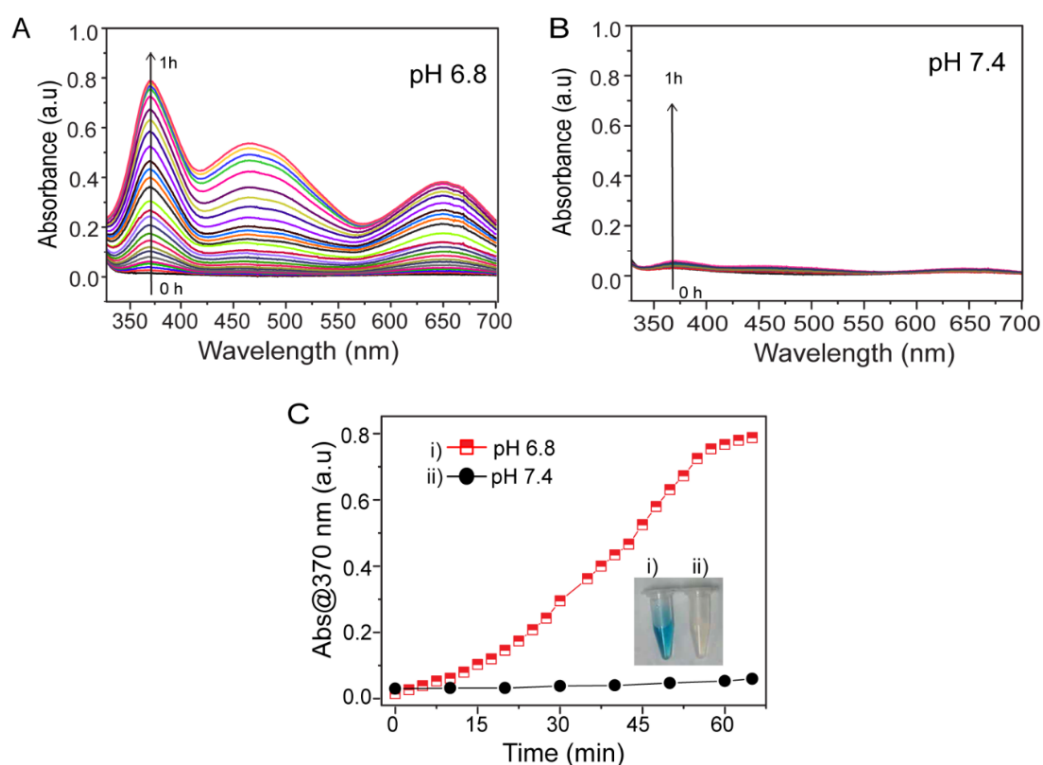 A
pH 6.8
1h
0 h
Absorbance (a.u)
1.0
0.8
0.6
0.4
0.2
0.0
350 400 450 500 550 600 650 700
Wavelength (nm)
B
pH 7.4
1h
0 h
Absorbance (a.u)
1.0
0.8
0.6
0.4
0.2
0.0
350 400 450 500 550 600 650 700
Wavelength (nm)
C
i) pH 6.8
ii) pH 7.4
i) ii)
Abs@370 nm (a.u)
0.8
0.6
0.4
0.2
0.0
0 15 30 45 60
Time (min)